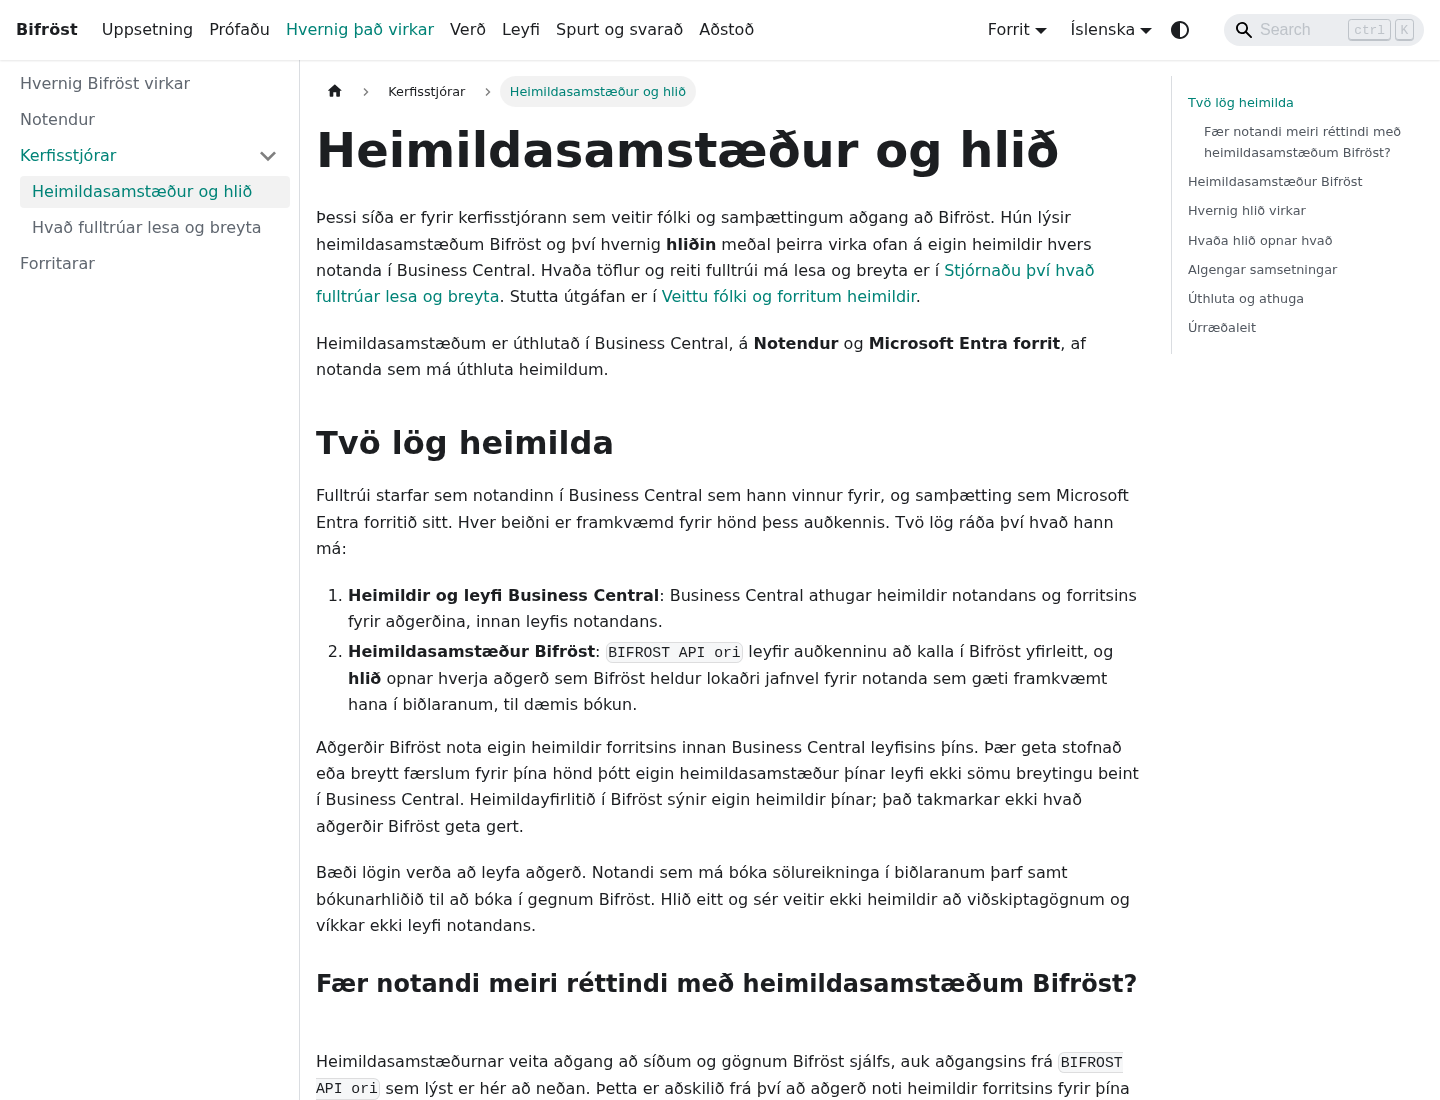 Bifröst Uppsetning Prófaðu Hvernig það virkar Verð Leyfi Spurt og svarað Aðstoð Forrit Íslenska Search ctrl K
Hvernig Bifröst virkar
Notendur
Kerfisstjórar
Heimildasamstæður og hlið
Hvað fulltrúar lesa og breyta
Forritarar
Kerfisstjórar Heimildasamstæður og hlið
Heimildasamstæður og hlið
Þessi síða er fyrir kerfisstjórann sem veitir fólki og samþættingum aðgang að Bifröst. Hún lýsir
heimildasamstæðum Bifröst og því hvernig hliðin meðal þeirra virka ofan á eigin heimildir hvers
notanda í Business Central. Hvaða töflur og reiti fulltrúi má lesa og breyta er í Stjórnaðu því hvað
fulltrúar lesa og breyta. Stutta útgáfan er í Veittu fólki og forritum heimildir.
Heimildasamstæðum er úthlutað í Business Central, á Notendur og Microsoft Entra forrit, af
notanda sem má úthluta heimildum.
Tvö lög heimilda
Fulltrúi starfar sem notandinn í Business Central sem hann vinnur fyrir, og samþætting sem Microsoft
Entra forritið sitt. Hver beiðni er framkvæmd fyrir hönd þess auðkennis. Tvö lög ráða því hvað hann
má:
1. Heimildir og leyfi Business Central: Business Central athugar heimildir notandans og forritsins
fyrir aðgerðina, innan leyfis notandans.
2. Heimildasamstæður Bifröst: BIFROST API ori leyfir auðkenninu að kalla í Bifröst yfirleitt, og
hlið opnar hverja aðgerð sem Bifröst heldur lokaðri jafnvel fyrir notanda sem gæti framkvæmt
hana í biðlaranum, til dæmis bókun.
Aðgerðir Bifröst nota eigin heimildir forritsins innan Business Central leyfisins þíns. Þær geta stofnað
eða breytt færslum fyrir þína hönd þótt eigin heimildasamstæður þínar leyfi ekki sömu breytingu beint
í Business Central. Heimildayfirlitið í Bifröst sýnir eigin heimildir þínar; það takmarkar ekki hvað
aðgerðir Bifröst geta gert.
Bæði lögin verða að leyfa aðgerð. Notandi sem má bóka sölureikninga í biðlaranum þarf samt
bókunarhliðið til að bóka í gegnum Bifröst. Hlið eitt og sér veitir ekki heimildir að viðskiptagögnum og
víkkar ekki leyfi notandans.
Fær notandi meiri réttindi með heimildasamstæðum Bifröst?
Heimildasamstæðurnar veita aðgang að síðum og gögnum Bifröst sjálfs, auk aðgangsins frá BIFROST
API ori sem lýst er hér að neðan. Þetta er aðskilið frá því að aðgerð noti heimildir forritsins fyrir þína
Tvö lög heimilda
Fær notandi meiri réttindi með
heimildasamstæðum Bifröst?
Heimildasamstæður Bifröst
Hvernig hlið virkar
Hvaða hlið opnar hvað
Algengar samsetningar
Úthluta og athuga
Úrræðaleit